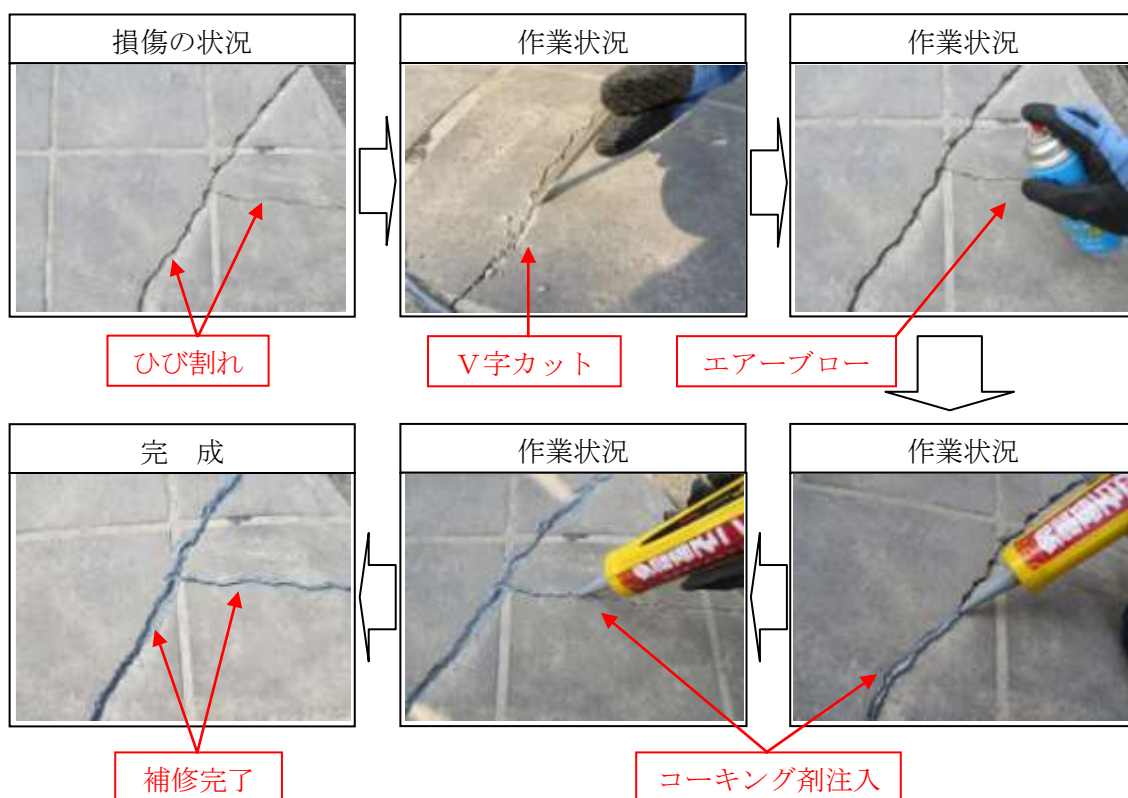 損傷の状況
作業状況
作業状況
ひび割れ
Ｖ字カット
エアーブロー
作業状況
作業状況
完　成
コーキング剤注入
補修完了